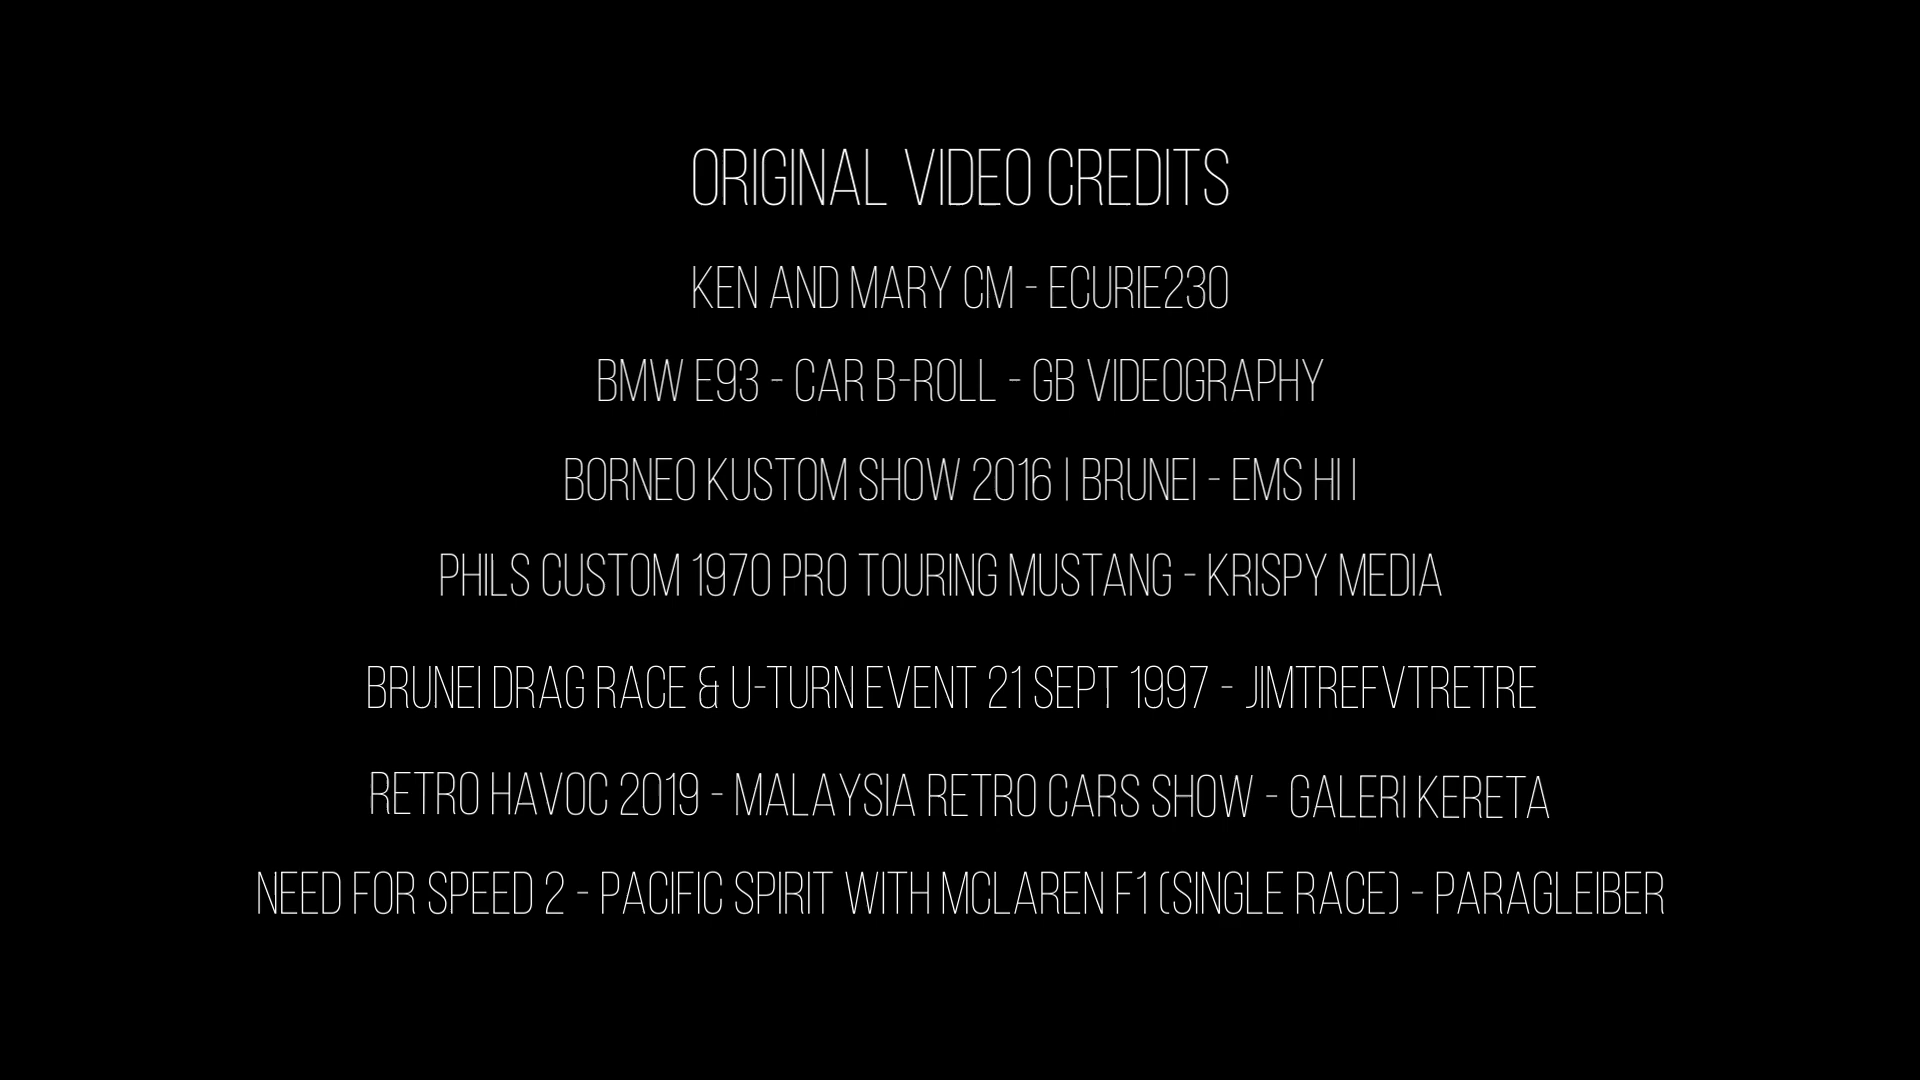 ORIGINAL VIDEO CREDITS
KEN AND MARY CM - ECURIE230
BMW E93 - CAR B-ROLL - GB VIDEOGRAPHY
BORNEO KUSTOM SHOW 2016 | BRUNEI - EMS HI I
PHILS CUSTOM 1970 PRO TOURING MUSTANG - KRISPY MEDIA
BRUNEI DRAG RACE & U-TURN EVENT 21 SEPT 1997 - JIMTREFVTRETRE
RETRO HAVOC 2019 - MALAYSIA RETRO CARS SHOW - GALERI KERETA
NEED FOR SPEED 2 - PACIFIC SPIRIT WITH MCLAREN F1 (SINGLE RACE) - PARAGLEIBER